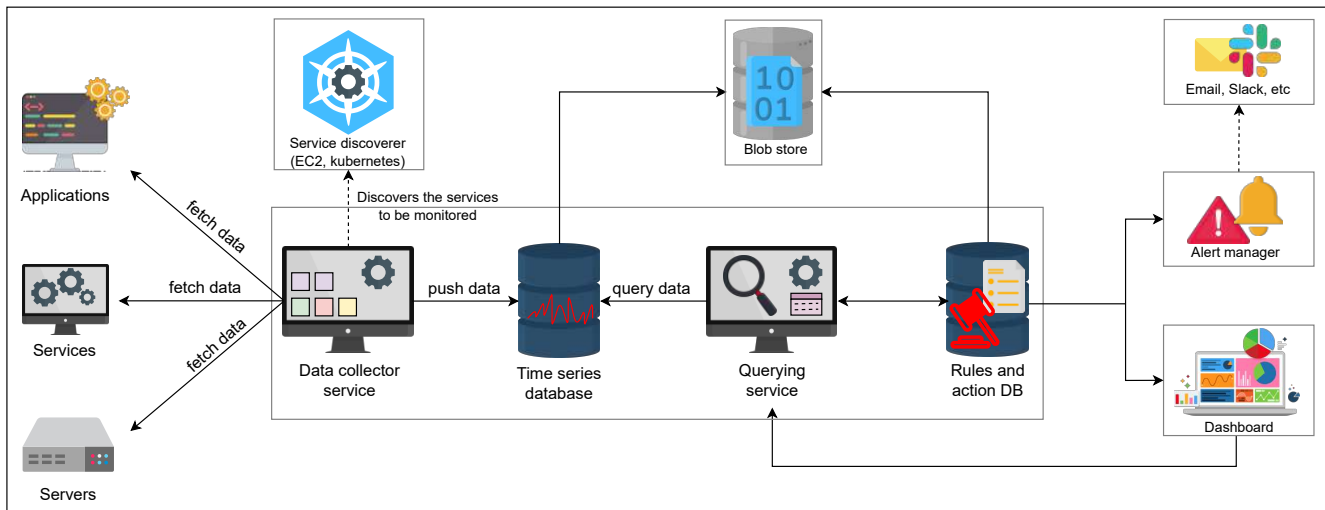 Applications
Services
Servers
fetch data
fetch data
fetch data
Service discoverer
(EC2, kubernetes)
Discovers the services
to be monitored
Data collector
service
push data
Time series
database
query data
Querying
service
Rules and
action DB
10
01
Blob store
Email, Slack, etc
Alert manager
Dashboard